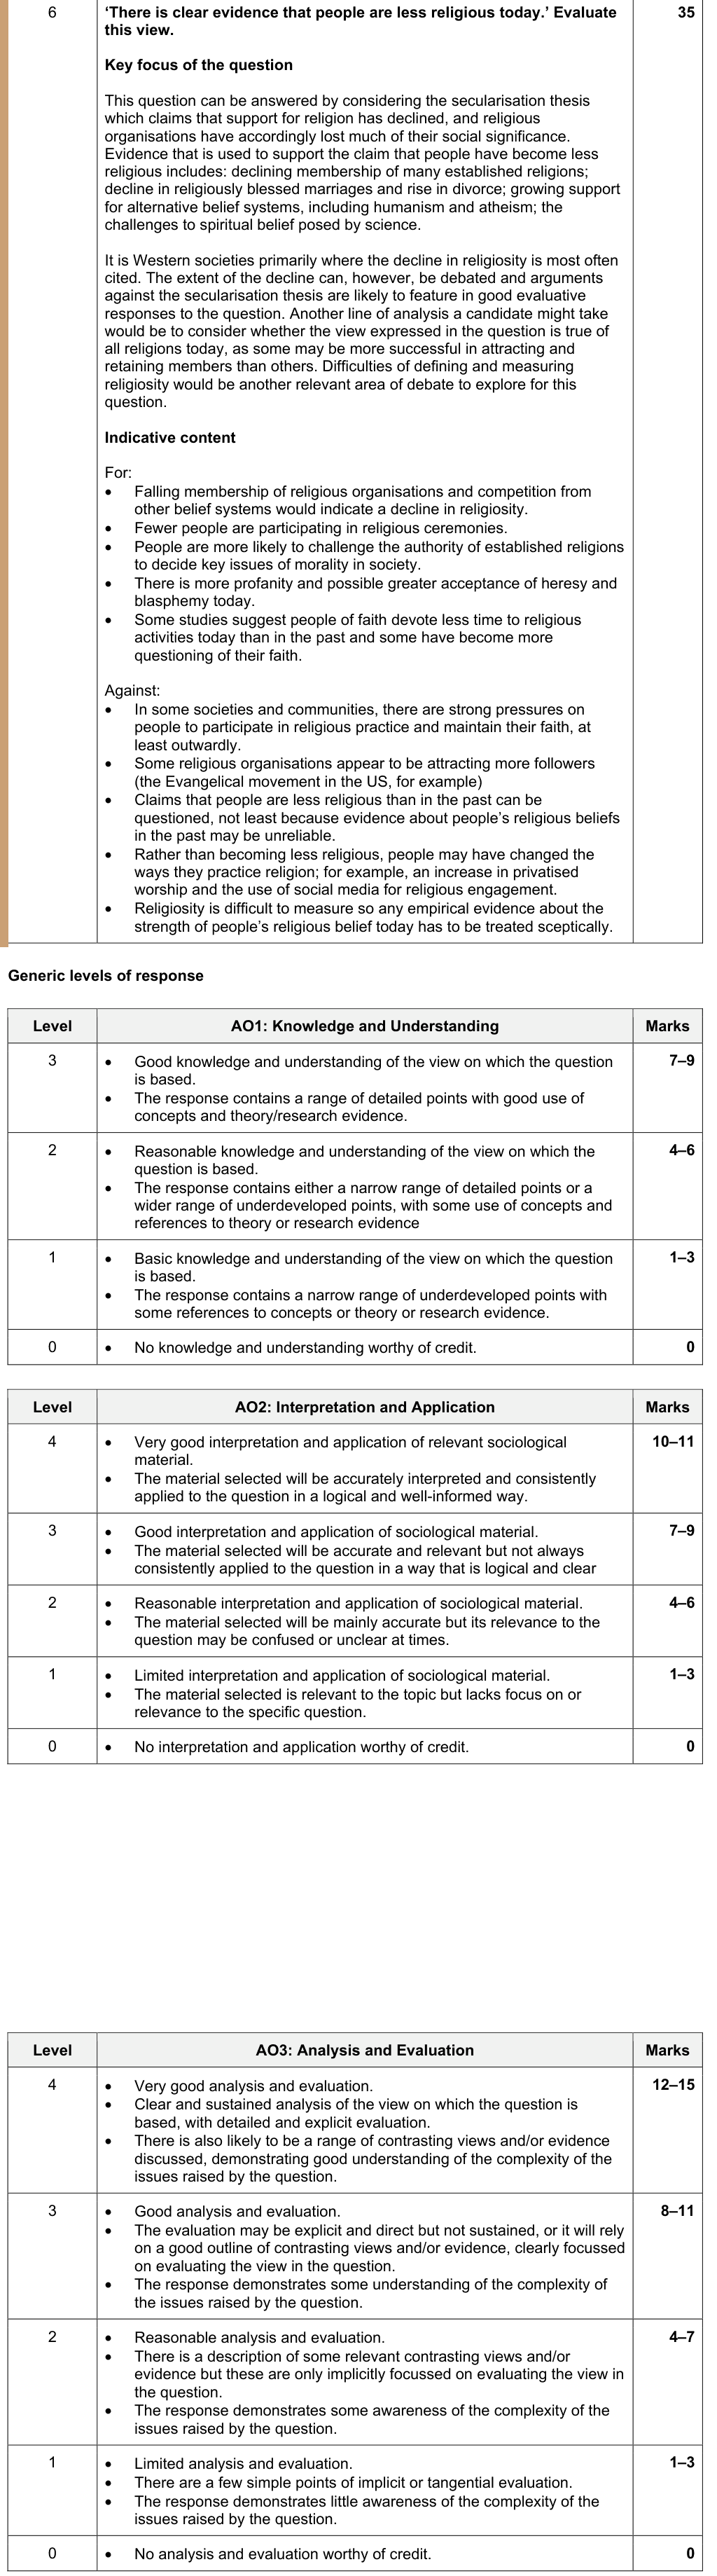 6
‘There is clear evidence that people are less religious today.’ Evaluate
this view.
35
Key focus of the question
This question can be answered by considering the secularisation thesis
which claims that support for religion has declined, and religious
organisations have accordingly lost much of their social significance.
Evidence that is used to support the claim that people have become less
religious includes: declining membership of many established religions;
decline in religiously blessed marriages and rise in divorce; growing support
for alternative belief systems, including humanism and atheism; the
challenges to spiritual belief posed by science.
It is Western societies primarily where the decline in religiosity is most often
cited. The extent of the decline can, however, be debated and arguments
against the secularisation thesis are likely to feature in good evaluative
responses to the question. Another line of analysis a candidate might take
would be to consider whether the view expressed in the question is true of
all religions today, as some may be more successful in attracting and
retaining members than others. Difficulties of defining and measuring
religiosity would be another relevant area of debate to explore for this
question.
Indicative content
For:
• Falling membership of religious organisations and competition from
other belief systems would indicate a decline in religiosity.
• Fewer people are participating in religious ceremonies.
• People are more likely to challenge the authority of established religions
to decide key issues of morality in society.
• There is more profanity and possible greater acceptance of heresy and
blasphemy today.
• Some studies suggest people of faith devote less time to religious
activities today than in the past and some have become more
questioning of their faith.
Against:
• In some societies and communities, there are strong pressures on
people to participate in religious practice and maintain their faith, at
least outwardly.
• Some religious organisations appear to be attracting more followers
(the Evangelical movement in the US, for example)
• Claims that people are less religious than in the past can be
questioned, not least because evidence about people’s religious beliefs
in the past may be unreliable.
• Rather than becoming less religious, people may have changed the
ways they practice religion; for example, an increase in privatised
worship and the use of social media for religious engagement.
• Religiosity is difficult to measure so any empirical evidence about the
strength of people’s religious belief today has to be treated sceptically.
Generic levels of response
Level
AO1: Knowledge and Understanding
Marks
3
• Good knowledge and understanding of the view on which the question
is based.
• The response contains a range of detailed points with good use of
concepts and theory/research evidence.
7–9
2
• Reasonable knowledge and understanding of the view on which the
question is based.
• The response contains either a narrow range of detailed points or a
wider range of underdeveloped points, with some use of concepts and
references to theory or research evidence
4–6
1
• Basic knowledge and understanding of the view on which the question
is based.
• The response contains a narrow range of underdeveloped points with
some references to concepts or theory or research evidence.
1–3
0
• No knowledge and understanding worthy of credit.
0
Level
AO2: Interpretation and Application
Marks
4
• Very good interpretation and application of relevant sociological
material.
• The material selected will be accurately interpreted and consistently
applied to the question in a logical and well-informed way.
10–11
3
• Good interpretation and application of sociological material.
• The material selected will be accurate and relevant but not always
consistently applied to the question in a way that is logical and clear
7–9
2
• Reasonable interpretation and application of sociological material.
• The material selected will be mainly accurate but its relevance to the
question may be confused or unclear at times.
4–6
1
• Limited interpretation and application of sociological material.
• The material selected is relevant to the topic but lacks focus on or
relevance to the specific question.
1–3
0
• No interpretation and application worthy of credit.
0
Level
AO3: Analysis and Evaluation
Marks
4
• Very good analysis and evaluation.
• Clear and sustained analysis of the view on which the question is
based, with detailed and explicit evaluation.
• There is also likely to be a range of contrasting views and/or evidence
discussed, demonstrating good understanding of the complexity of the
issues raised by the question.
12–15
3
• Good analysis and evaluation.
• The evaluation may be explicit and direct but not sustained, or it will rely
on a good outline of contrasting views and/or evidence, clearly focussed
on evaluating the view in the question.
• The response demonstrates some understanding of the complexity of
the issues raised by the question.
8–11
2
• Reasonable analysis and evaluation.
• There is a description of some relevant contrasting views and/or
evidence but these are only implicitly focussed on evaluating the view in
the question.
• The response demonstrates some awareness of the complexity of the
issues raised by the question.
4–7
1
• Limited analysis and evaluation.
• There are a few simple points of implicit or tangential evaluation.
• The response demonstrates little awareness of the complexity of the
issues raised by the question.
1–3
0
• No analysis and evaluation worthy of credit.
0